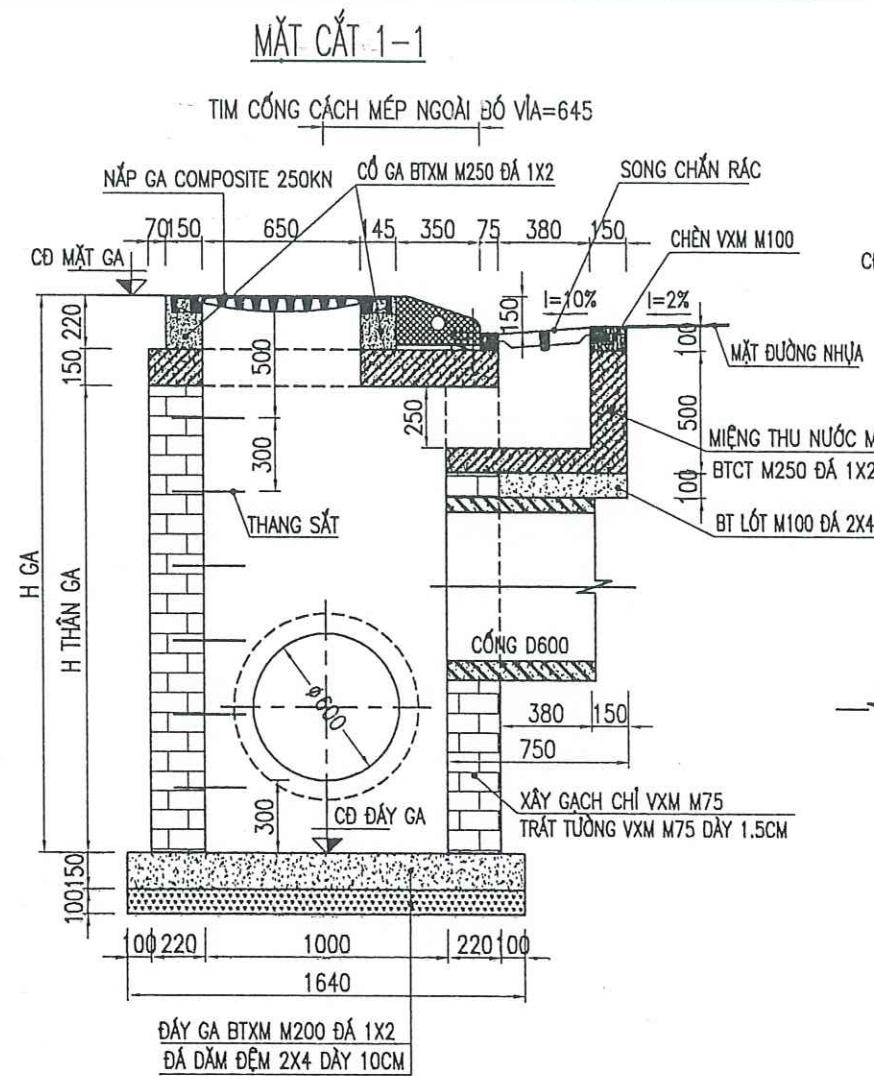 MẶT CẮT 1-1
TIM CỐNG CÁCH MÉP NGOÀI BÓ VỈA=645
NẮP GA COMPOSITE 250KN
CỔ GA BTXM M250 ĐÁ 1X2
SONG CHẮN RÁC
70 150 650 145 350 75 380 150
CHÈN VXM M100
CĐ MẶT GA
150
I=10%
I=2%
220
150
100
MẶT ĐƯỜNG NHỰA
500
300
250
500
MIỆNG THU NƯỚC M
BTCT M250 ĐÁ 1X2
100
BT LÓT M100 ĐÁ 2X4
THANG SẮT
H GA
H THÂN GA
CỐNG D600
Ø600
380 150
750
300
CĐ ĐÁY GA
XÂY GẠCH CHỈ VXM M75
TRÁT TƯỜNG VXM M75 DÀY 1.5CM
150
100
100 220 1000 220 100
1640
ĐÁY GA BTXM M200 ĐÁ 1X2
ĐÁ DĂM ĐỆM 2X4 DÀY 10CM